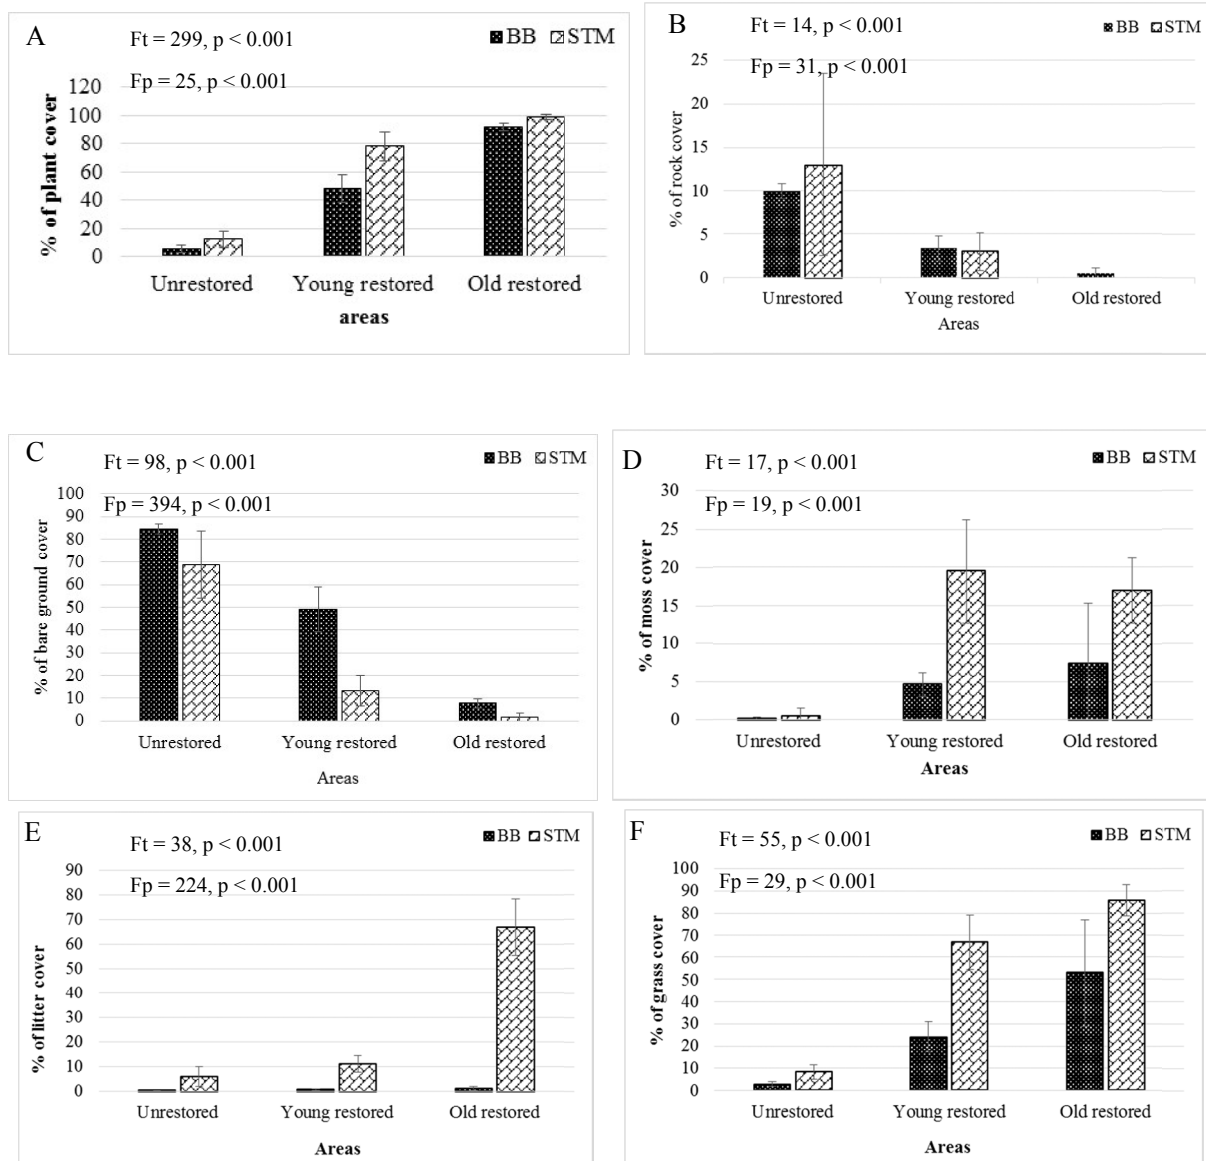 A
Ft = 299, p < 0.001
BB STM
Fp = 25, p < 0.001
% of plant cover
120
100
80
60
40
20
0
Unrestored Young restored Old restored
areas
B
Ft = 14, p < 0.001
BB STM
Fp = 31, p < 0.001
% of rock cover
25
20
15
10
5
0
Unrestored Young restored Old restored
Areas
C
Ft = 98, p < 0.001
BB STM
Fp = 394, p < 0.001
% of bare ground cover
100
90
80
70
60
50
40
30
20
10
0
Unrestored Young restored Old restored
Areas
D
Ft = 17, p < 0.001
BB STM
Fp = 19, p < 0.001
% of moss cover
30
25
20
15
10
5
0
Unrestored Young restored Old restored
Areas
E
Ft = 38, p < 0.001
BB STM
Fp = 224, p < 0.001
% of litter cover
90
80
70
60
50
40
30
20
10
0
Unrestored Young restored Old restored
Areas
F
Ft = 55, p < 0.001
BB STM
Fp = 29, p < 0.001
% of grass cover
100
90
80
70
60
50
40
30
20
10
0
Unrestored Young restored Old restored
Areas